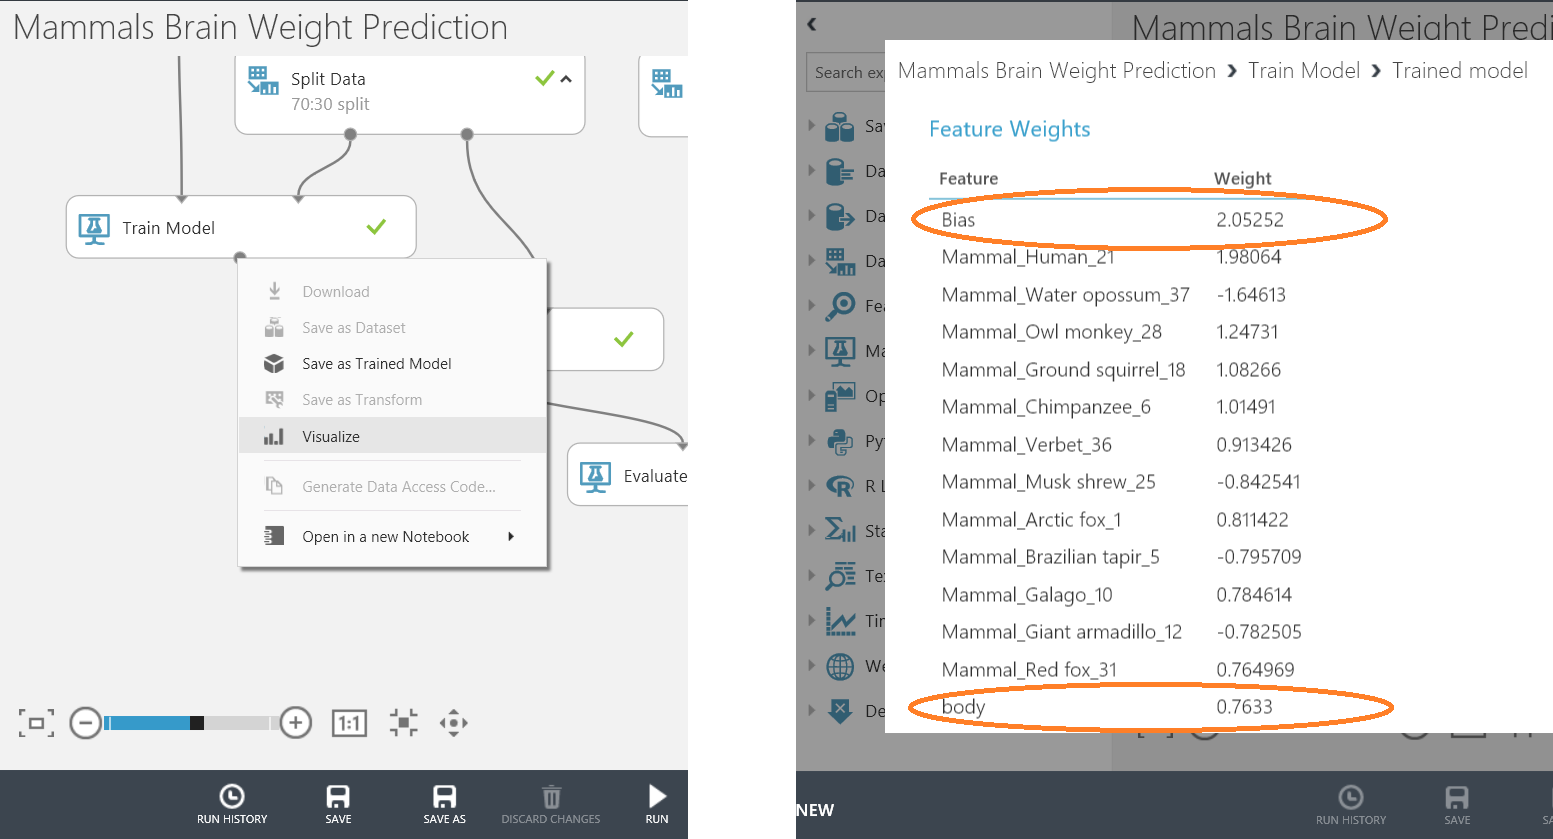 Mammals Brain Weight Prediction
Split Data
70:30 split
Train Model
Download
Save as Dataset
Save as Trained Model
Save as Transform
Visualize
Generate Data Access Code...
Open in a new Notebook
Evaluate
1:1
RUN HISTORY
SAVE
SAVE AS
DISCARD CHANGES
RUN
Mammals Brain Weight Predi
Search exp
Sa
Da
Da
Da
Fea
Ma
Op
Pyt
R L
Sta
Te
Tim
We
De
Mammals Brain Weight Prediction › Train Model › Trained model
Feature Weights
Feature Weight
Bias 2.05252
Mammal_Human_21 1.98064
Mammal_Water opossum_37 -1.64613
Mammal_Owl monkey_28 1.24731
Mammal_Ground squirrel_18 1.08266
Mammal_Chimpanzee_6 1.01491
Mammal_Verbet_36 0.913426
Mammal_Musk shrew_25 -0.842541
Mammal_Arctic fox_1 0.811422
Mammal_Brazilian tapir_5 -0.795709
Mammal_Galago_10 0.784614
Mammal_Giant armadillo_12 -0.782505
Mammal_Red fox_31 0.764969
body 0.7633
NEW
RUN HISTORY
SAVE
SA